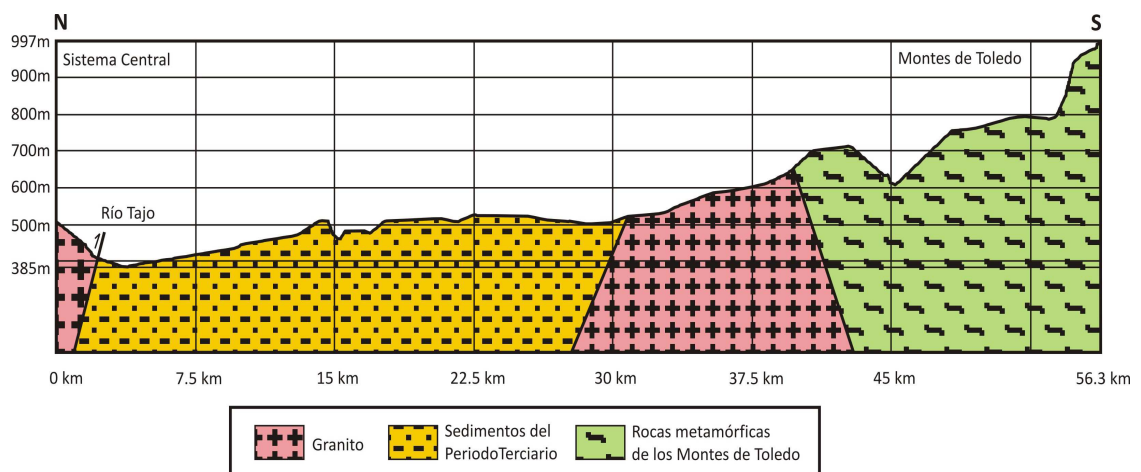 N
S
997m
Sistema Central
Montes de Toledo
900m
800m
700m
600m
Río Tajo
500m
385m
0 km
7.5 km
15 km
22.5 km
30 km
37.5 km
45 km
56.3 km
Granito
Sedimentos del
PeriodoTerciario
Rocas metamórficas
de los Montes de Toledo